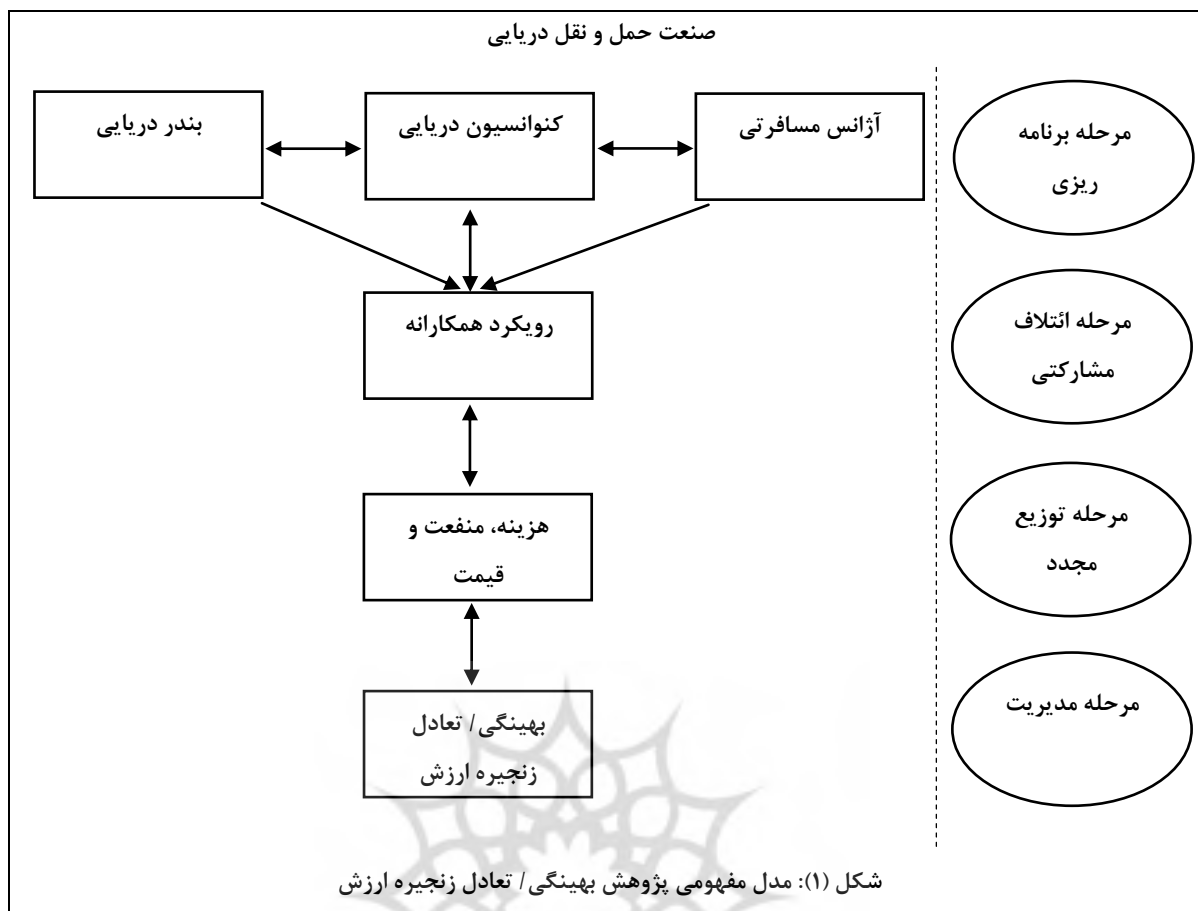 صنعت حمل و نقل دریایی
آژانس مسافرتی
کنوانسیون دریایی
بندر دریایی
مرحله برنامه
ریزی
رویکرد همکارانه
مرحله ائتلاف
مشارکتی
هزینه، منفعت و
قیمت
مرحله توزیع
مجدد
بهینگی/ تعادل
زنجیره ارزش
مرحله مدیریت
شکل (۱): مدل مفهومی پژوهش بهینگی/ تعادل زنجیره ارزش